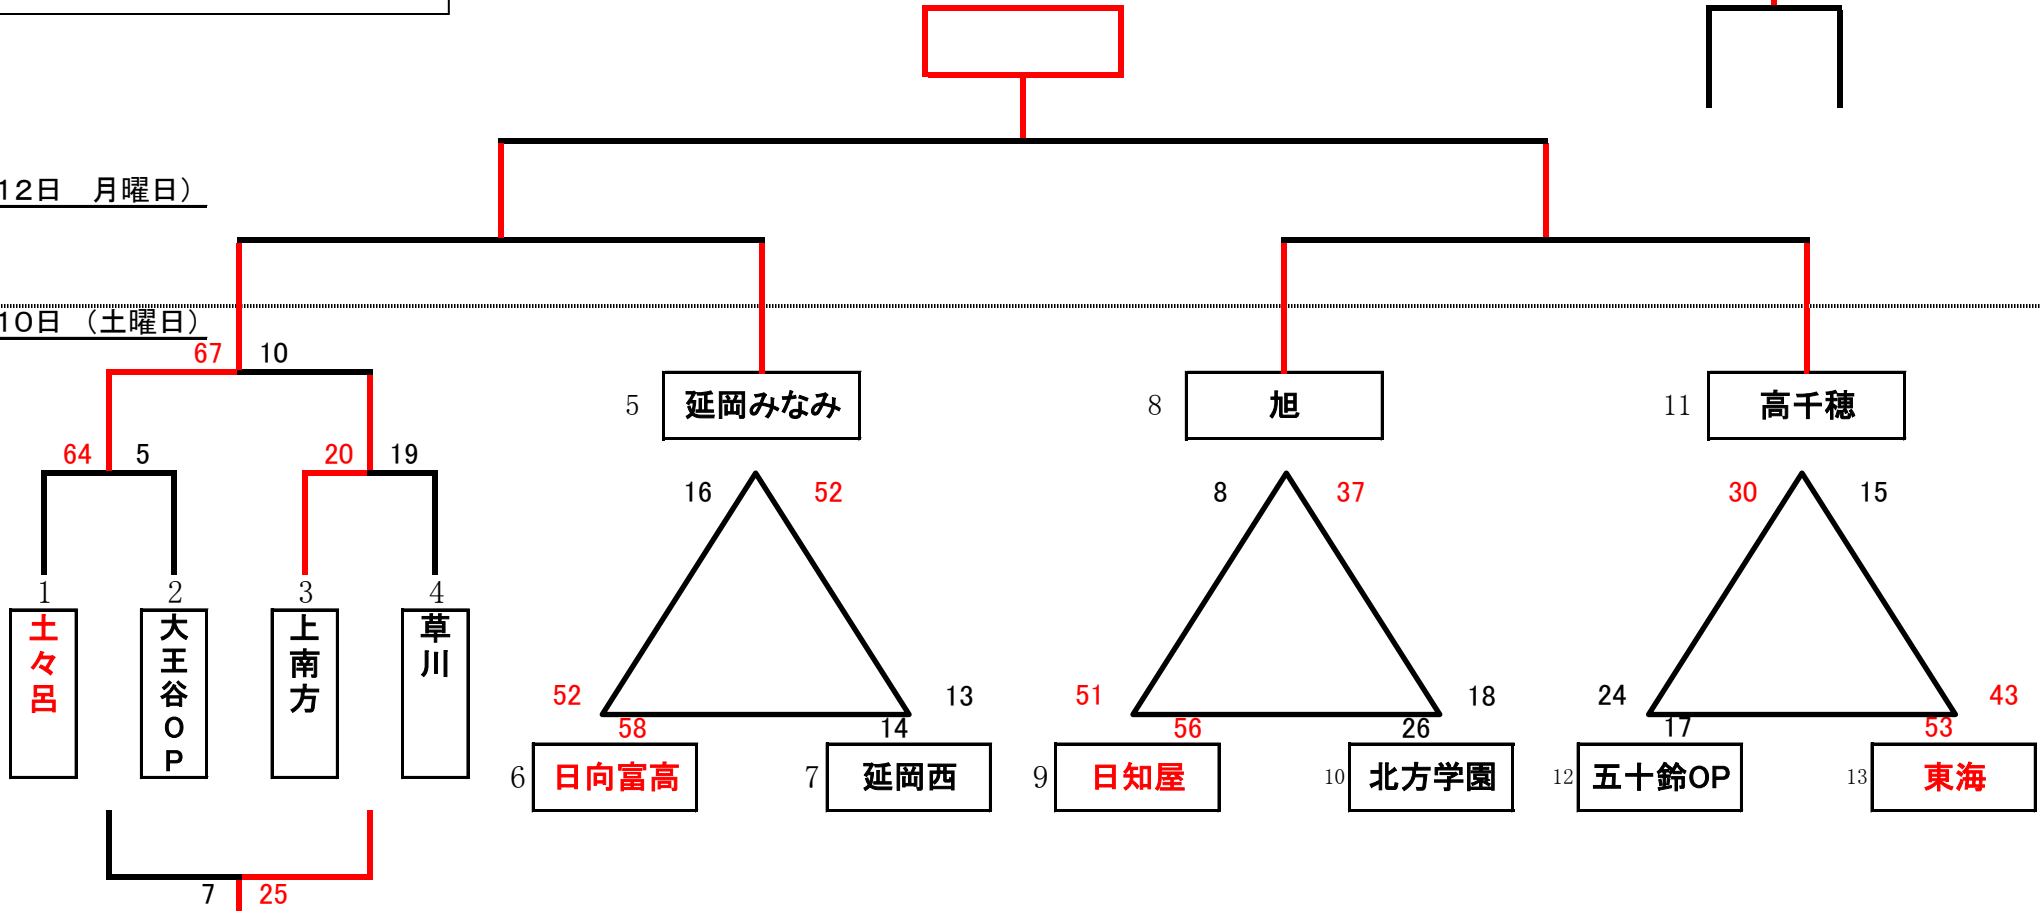 12日　月曜日）
10日 （土曜日）
67 10
5 延岡みなみ 8 旭 11 高千穂
64 5 20 19
16 52 8 37 30 15
1 2 3 4
土々呂
大王谷OP
上南方
草川
52 13 51 18 24 43
58 14 56 26 17 53
6 日向富高 7 延岡西 9 日知屋 10 北方学園 12 五十鈴OP 13 東海
7 25